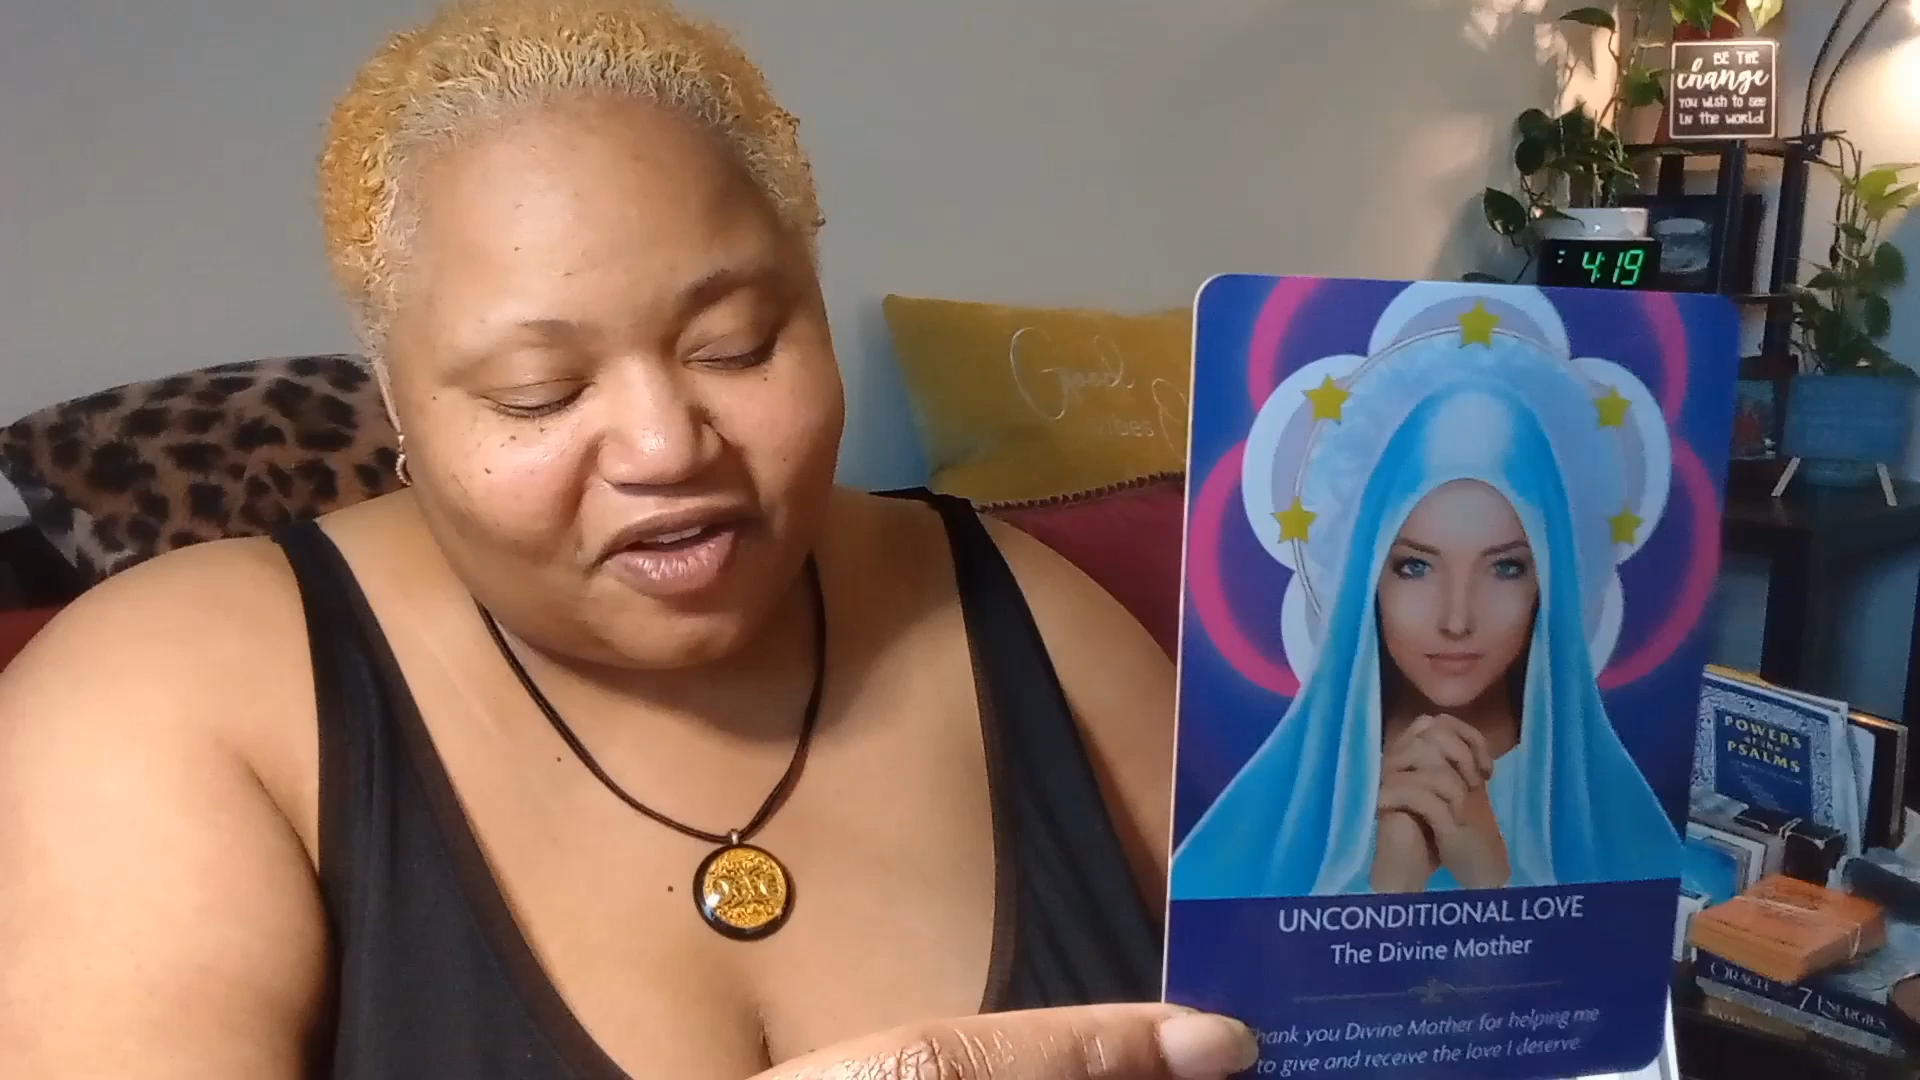 BE THE
change
YOU WISH TO SEE
IN THE WORLD
4:19
Good
Vibes
UNCONDITIONAL LOVE
The Divine Mother
hank you Divine Mother for helping me
to give and receive the love I deserve.
POWERS
of the
PSALMS
ORACLE
7 ENERGIES